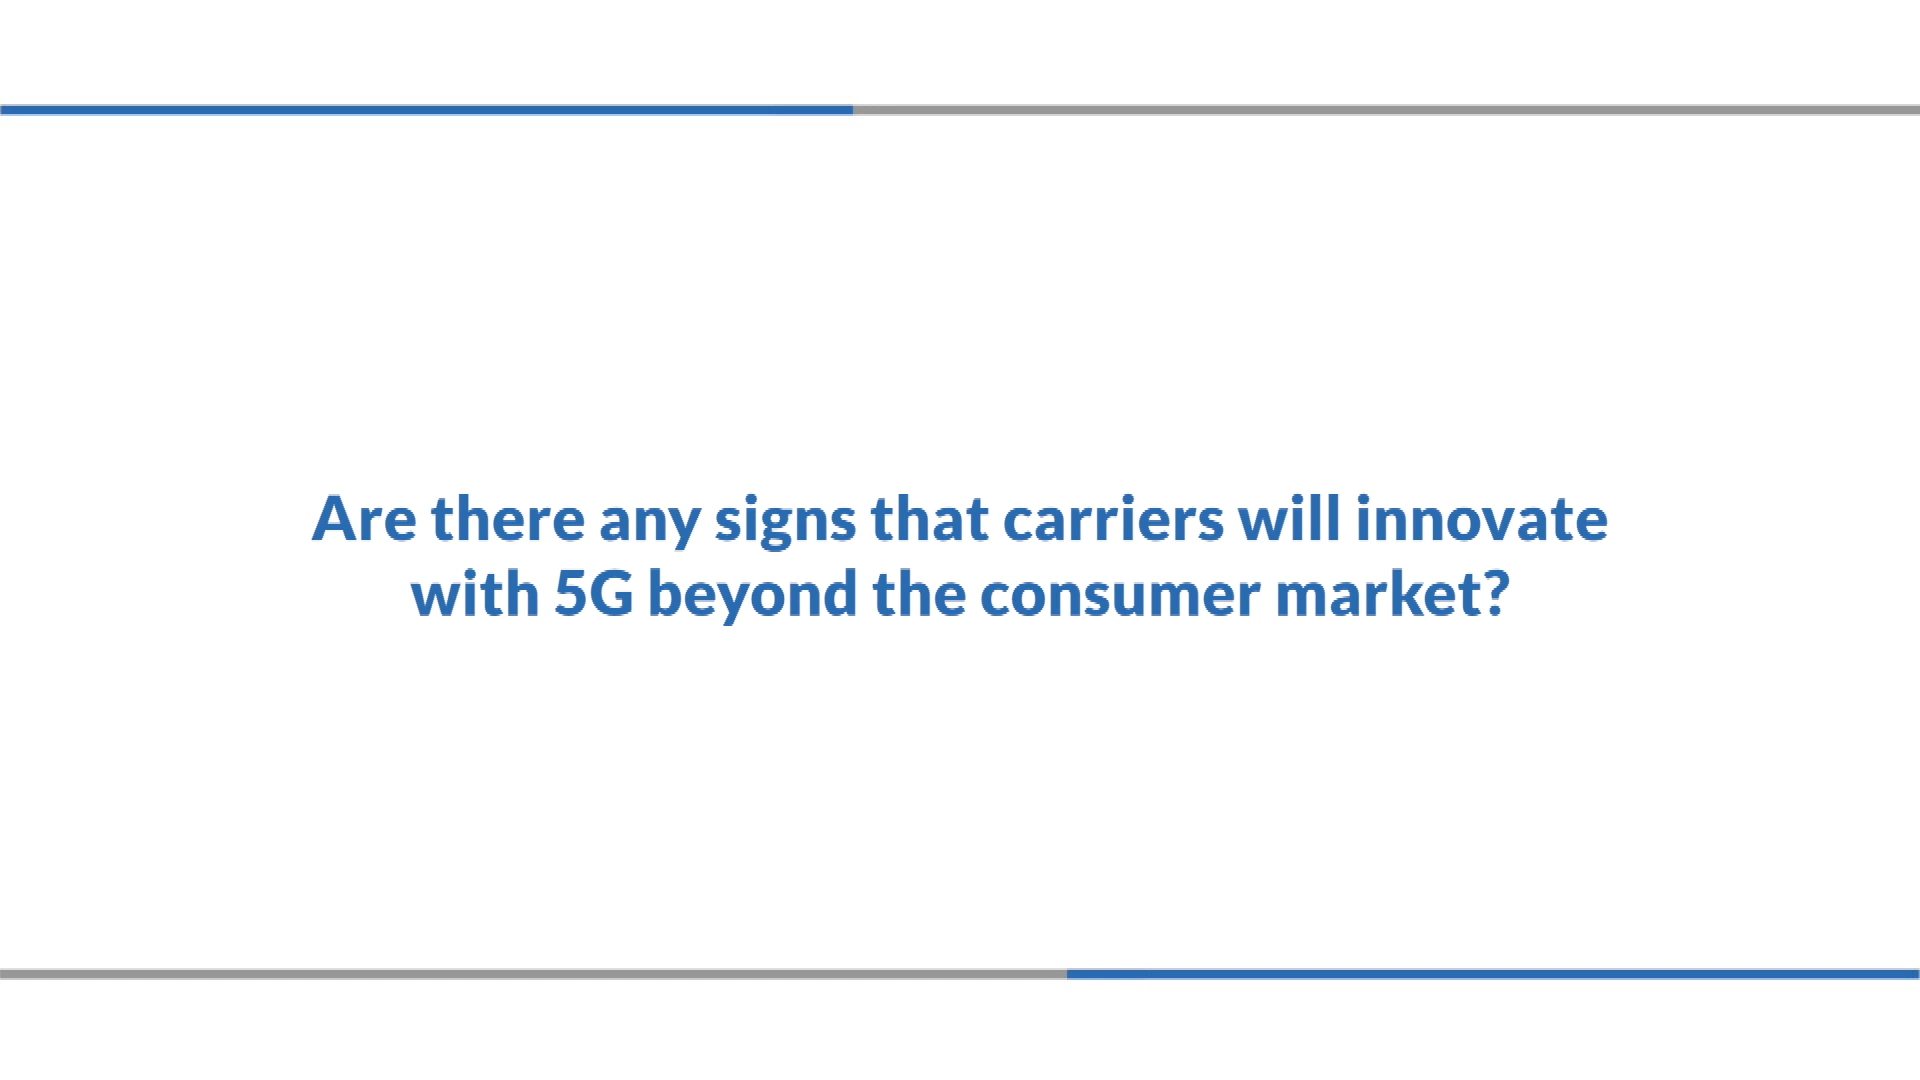 Are there any signs that carriers will innovate
with 5G beyond the consumer market?